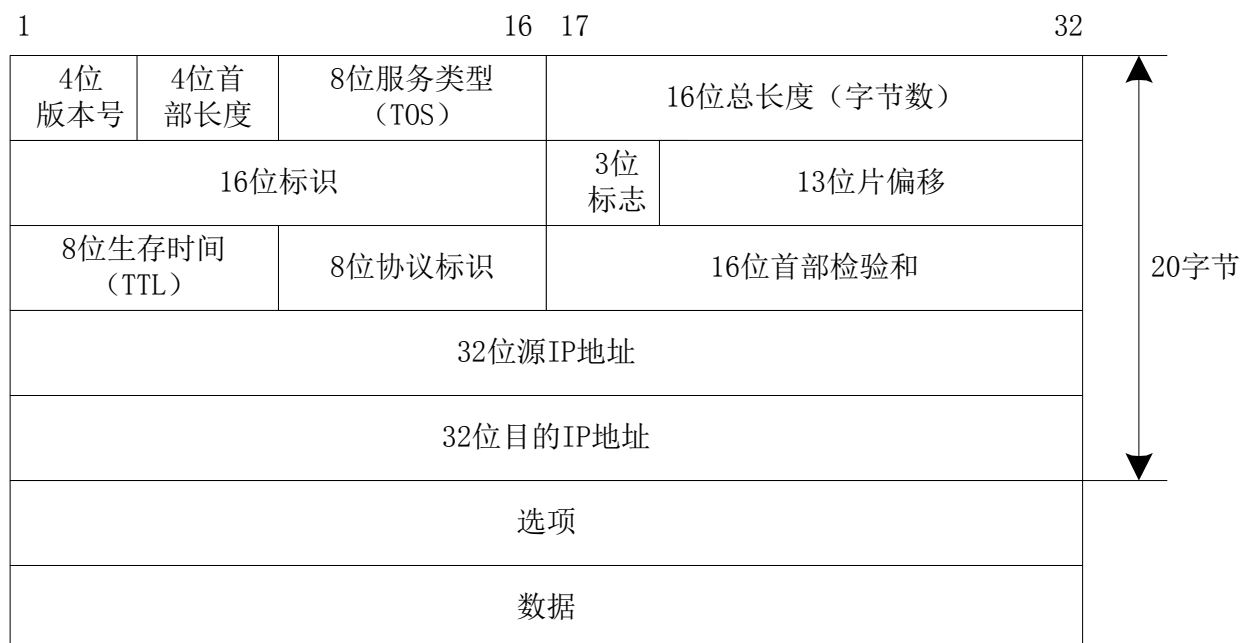 1 16 17 32
4位
版本号
4位首
部长度
8位服务类型
（TOS）
16位总长度（字节数）
16位标识
3位
标志
13位片偏移
8位生存时间
（TTL）
8位协议标识
16位首部检验和
20字节
32位源IP地址
32位目的IP地址
选项
数据